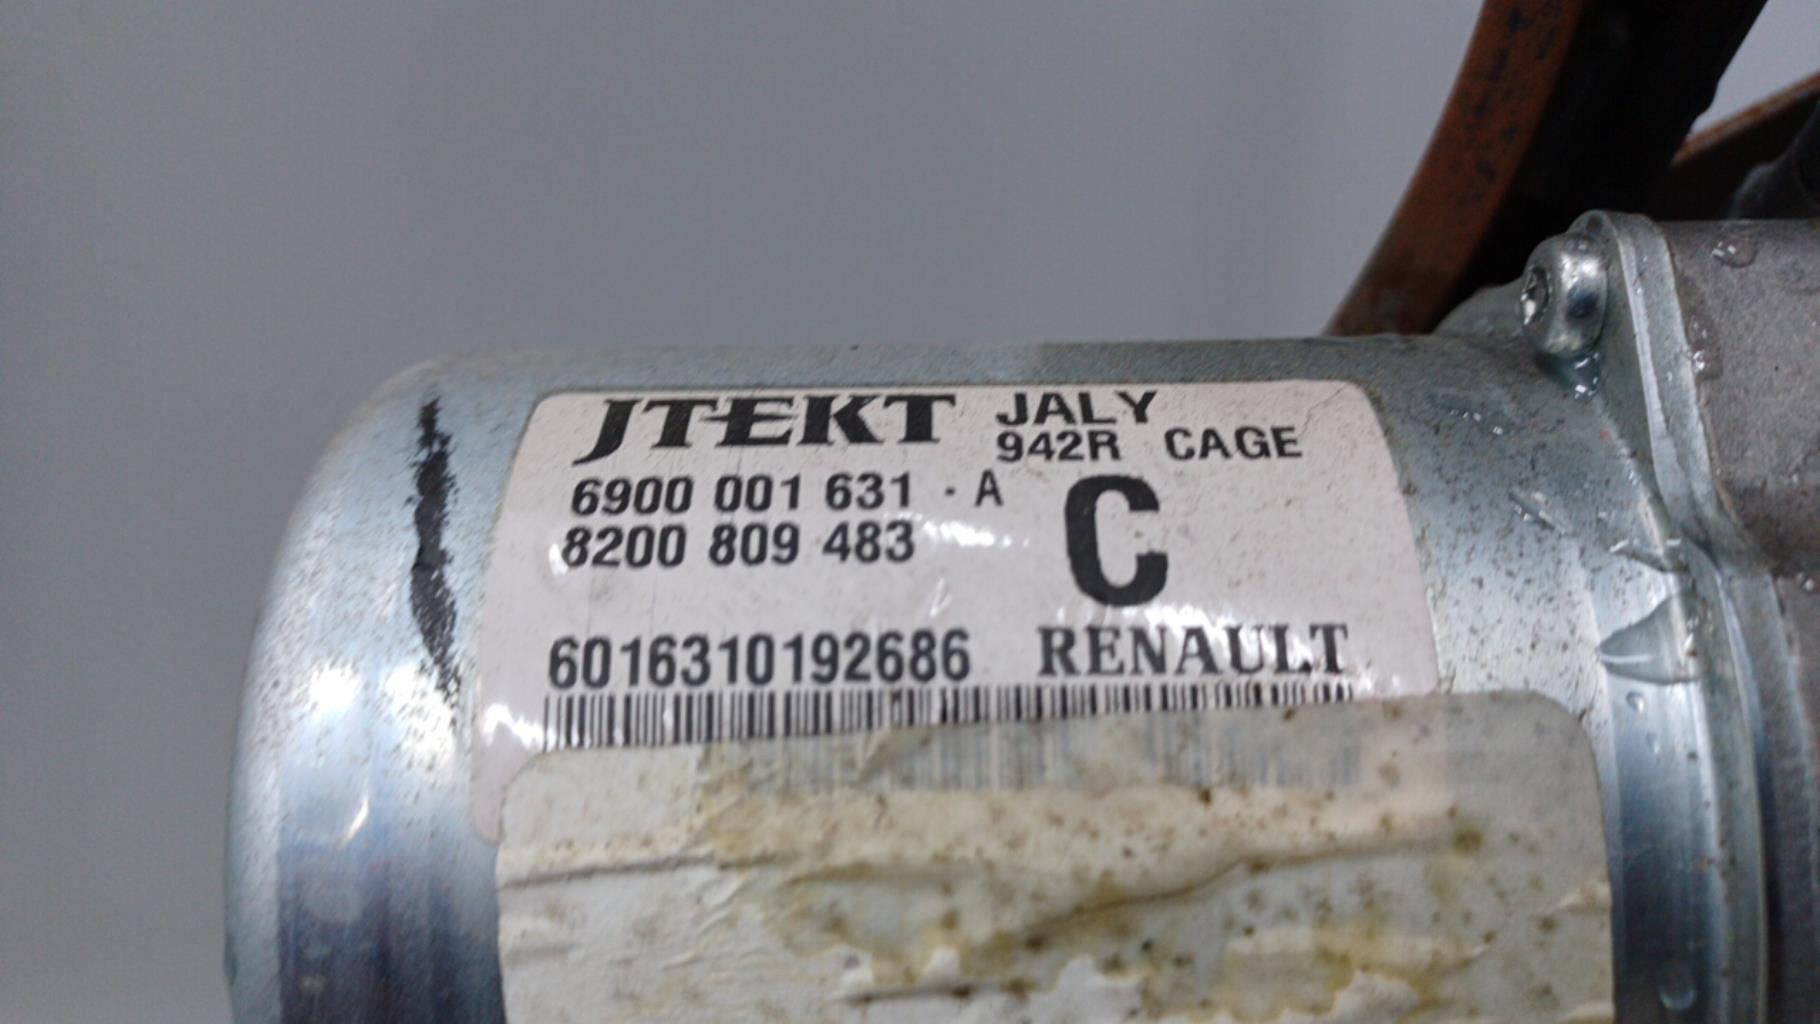 JTEKT JALY
942R CAGE
6900 001 631 - A
8200 809 483
C
6016310192686 RENAULT